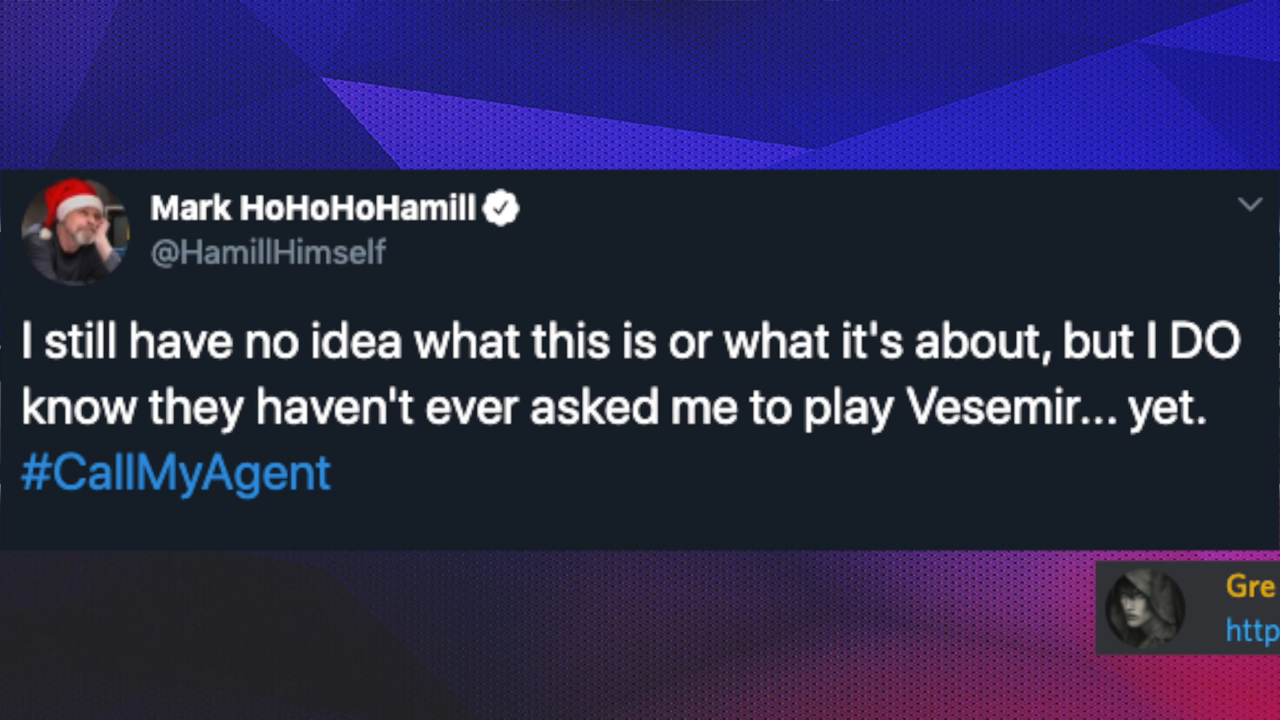 Mark HoHoHoHamill
@HamillHimself
I still have no idea what this is or what it's about, but I DO
know they haven't ever asked me to play Vesemir... yet.
#CallMyAgent
Gre
http